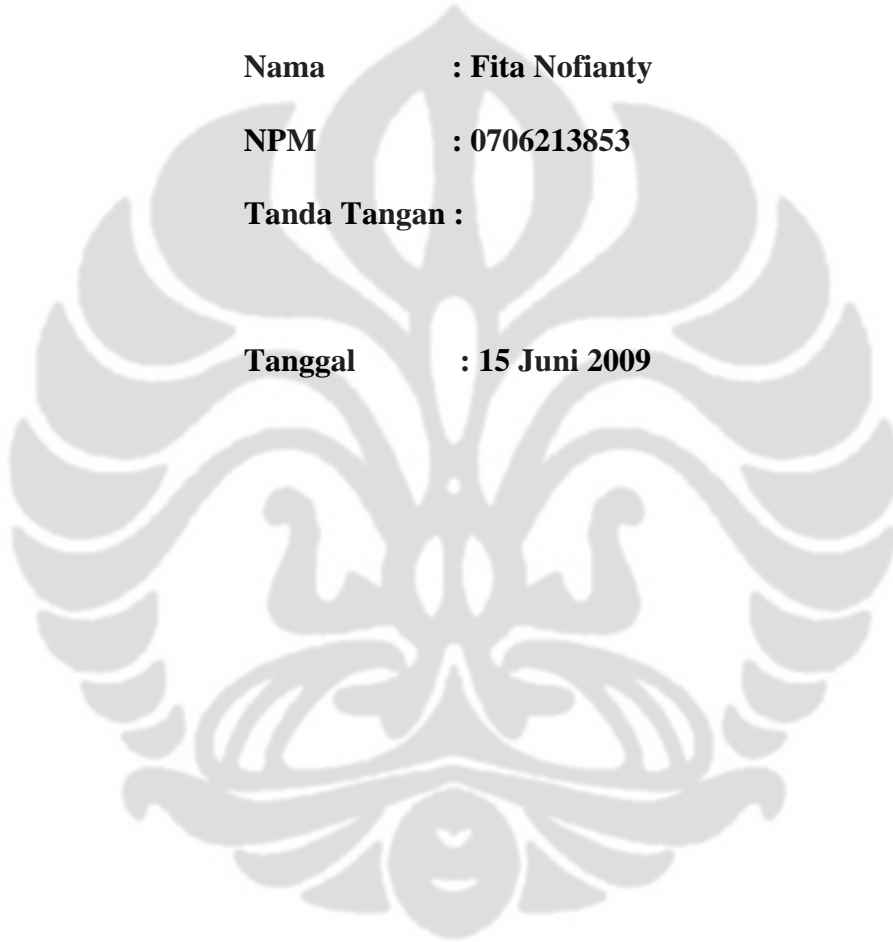 Nama : Fita Nofianty
NPM : 0706213853
Tanda Tangan :
Tanggal : 15 Juni 2009